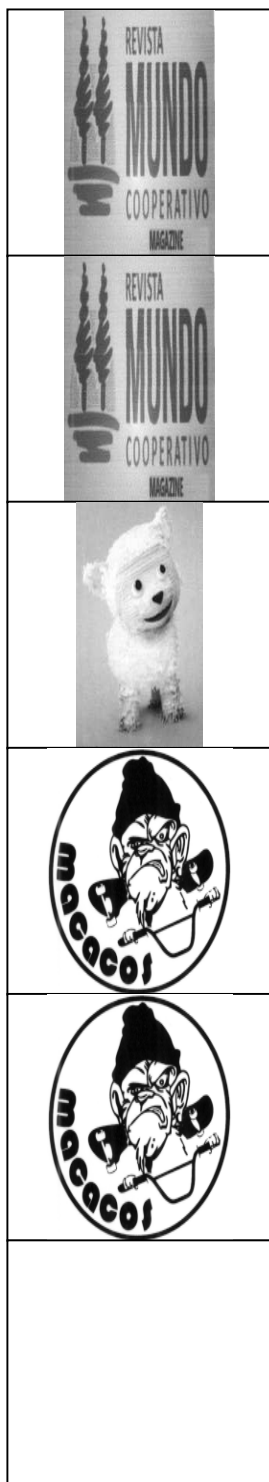 REVISTA
MUNDO
COOPERATIVO
MAGAZINE
REVISTA
MUNDO
COOPERATIVO
MAGAZINE
macacos
macacos